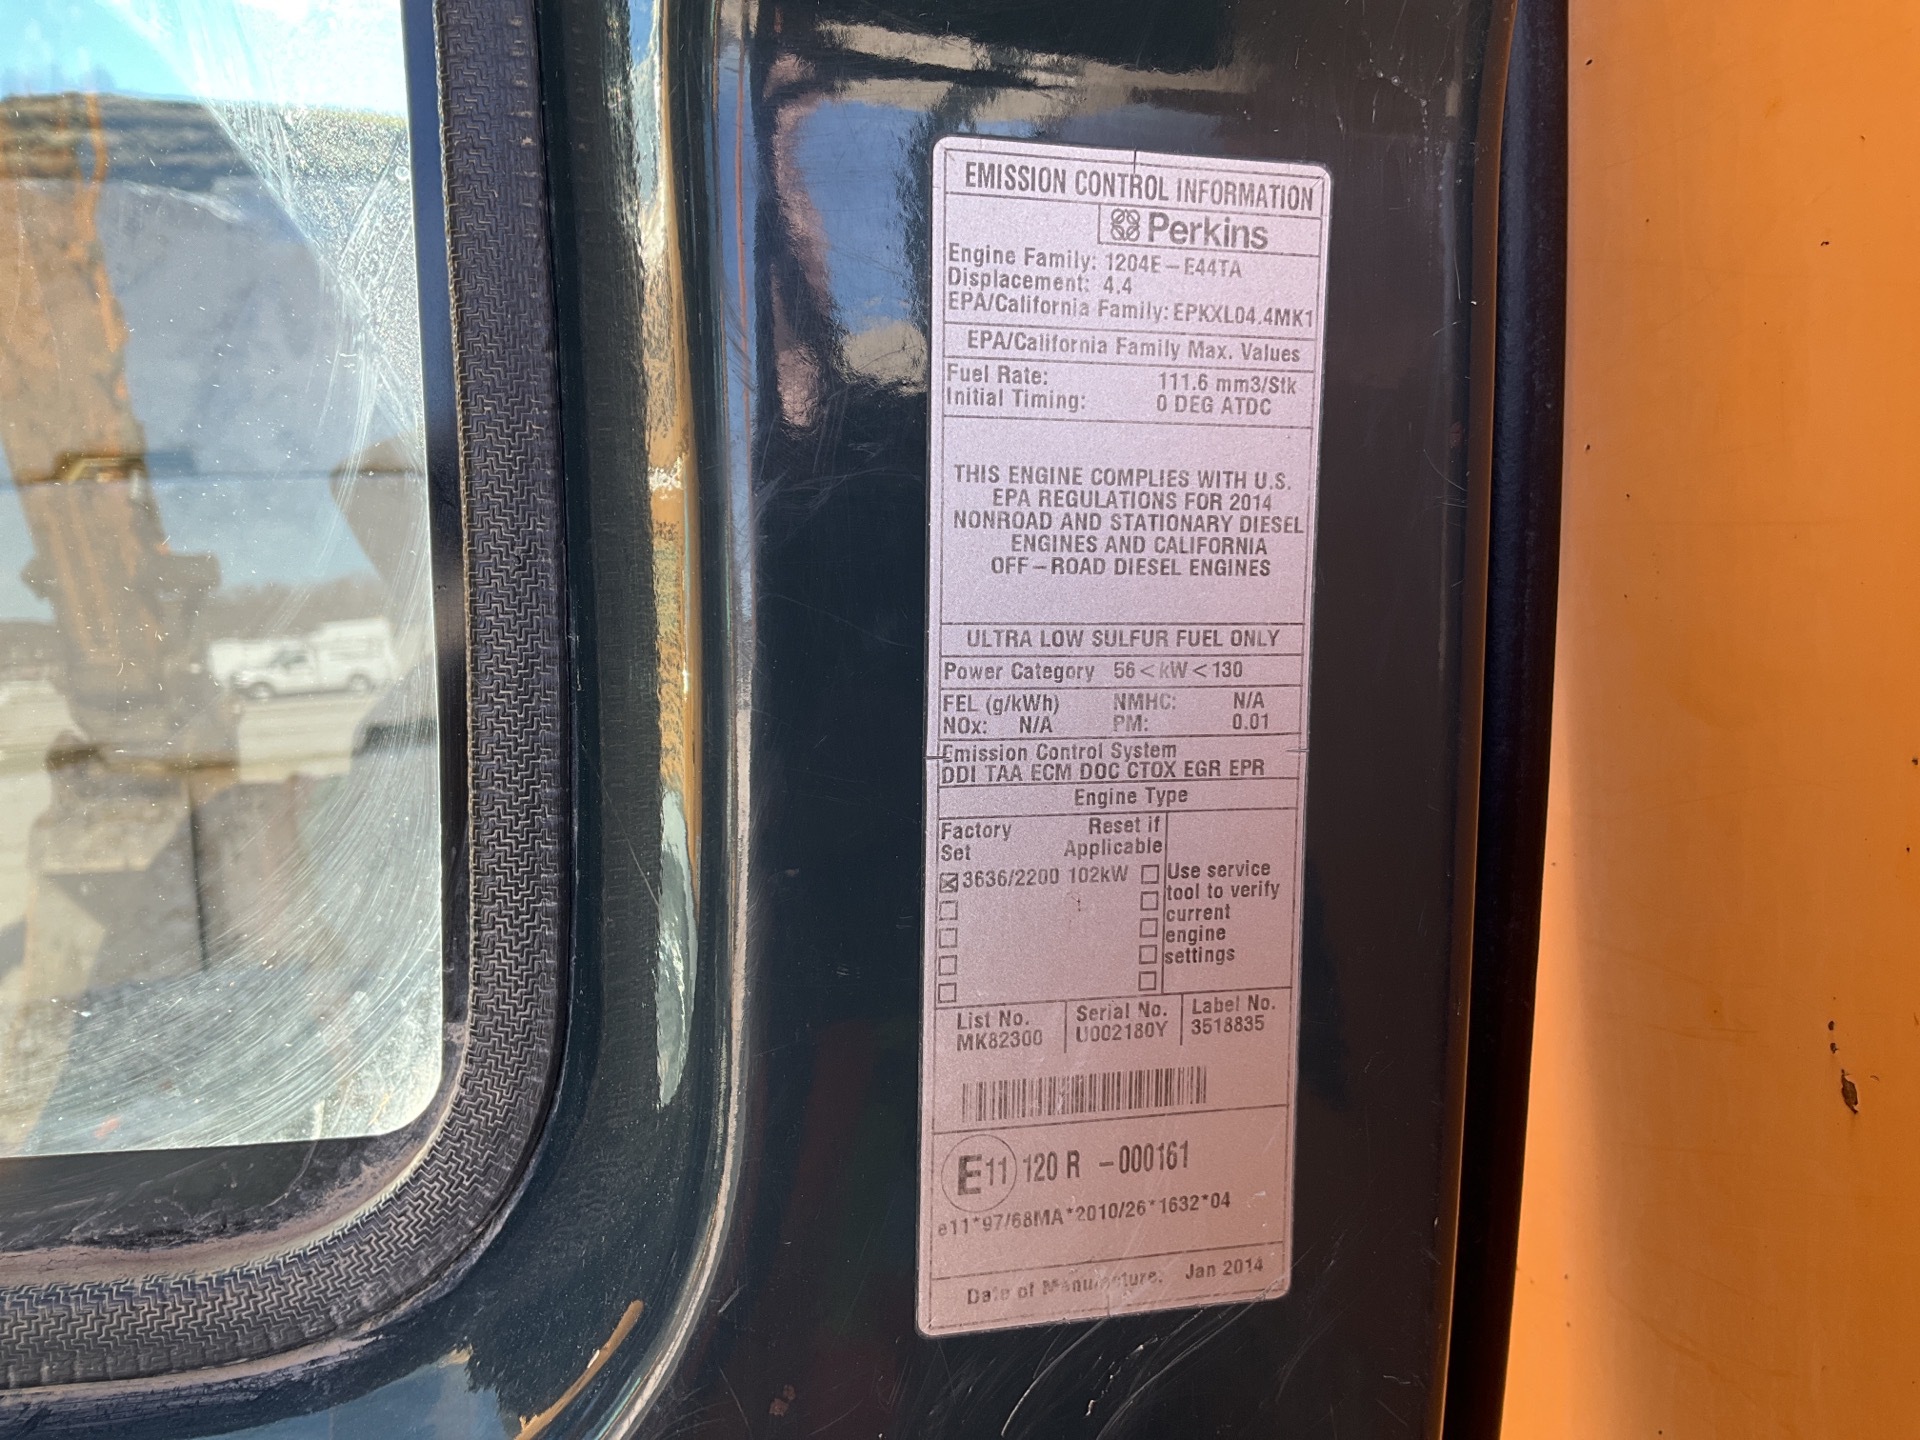 EMISSION CONTROL INFORMATION
Perkins
Engine Family: 1204E-E44TA
Displacement: 4.4
EPA/California Family: EPKXL04.4MK1
EPA/California Family Max. Values
Fuel Rate: 111.6 mm3/Stk
Initial Timing: 0 DEG ATDC
THIS ENGINE COMPLIES WITH U.S.
EPA REGULATIONS FOR 2014
NONROAD AND STATIONARY DIESEL
ENGINES AND CALIFORNIA
OFF-ROAD DIESEL ENGINES
ULTRA LOW SULFUR FUEL ONLY
Power Category 56<kW<130
FEL (g/kWh) NMHC: N/A
NOx: N/A PM: 0.01
Emission Control System
DDI TAA ECM DOC CTOX EGR EPR
Engine Type
Factory Set
Reset if Applicable
3636/2200 102kW
Use service
tool to verify
current
engine
settings
List No. Serial No. Label No.
MK82300 U002180Y 3518835
E11 120 R -000161
e11*97/68MA*2010/26*1632*04
Date of Manufacture: Jan 2014